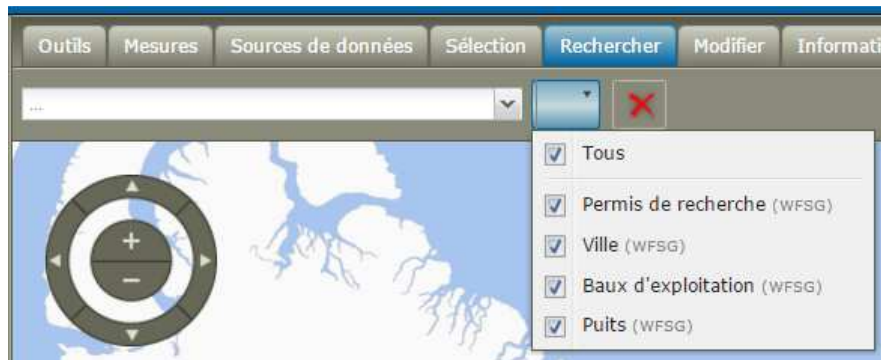 Outils Mesures Sources de données Sélection Rechercher Modifier Informati
...
Tous
Permis de recherche (WFSG)
Ville (WFSG)
Baux d'exploitation (WFSG)
Puits (WFSG)